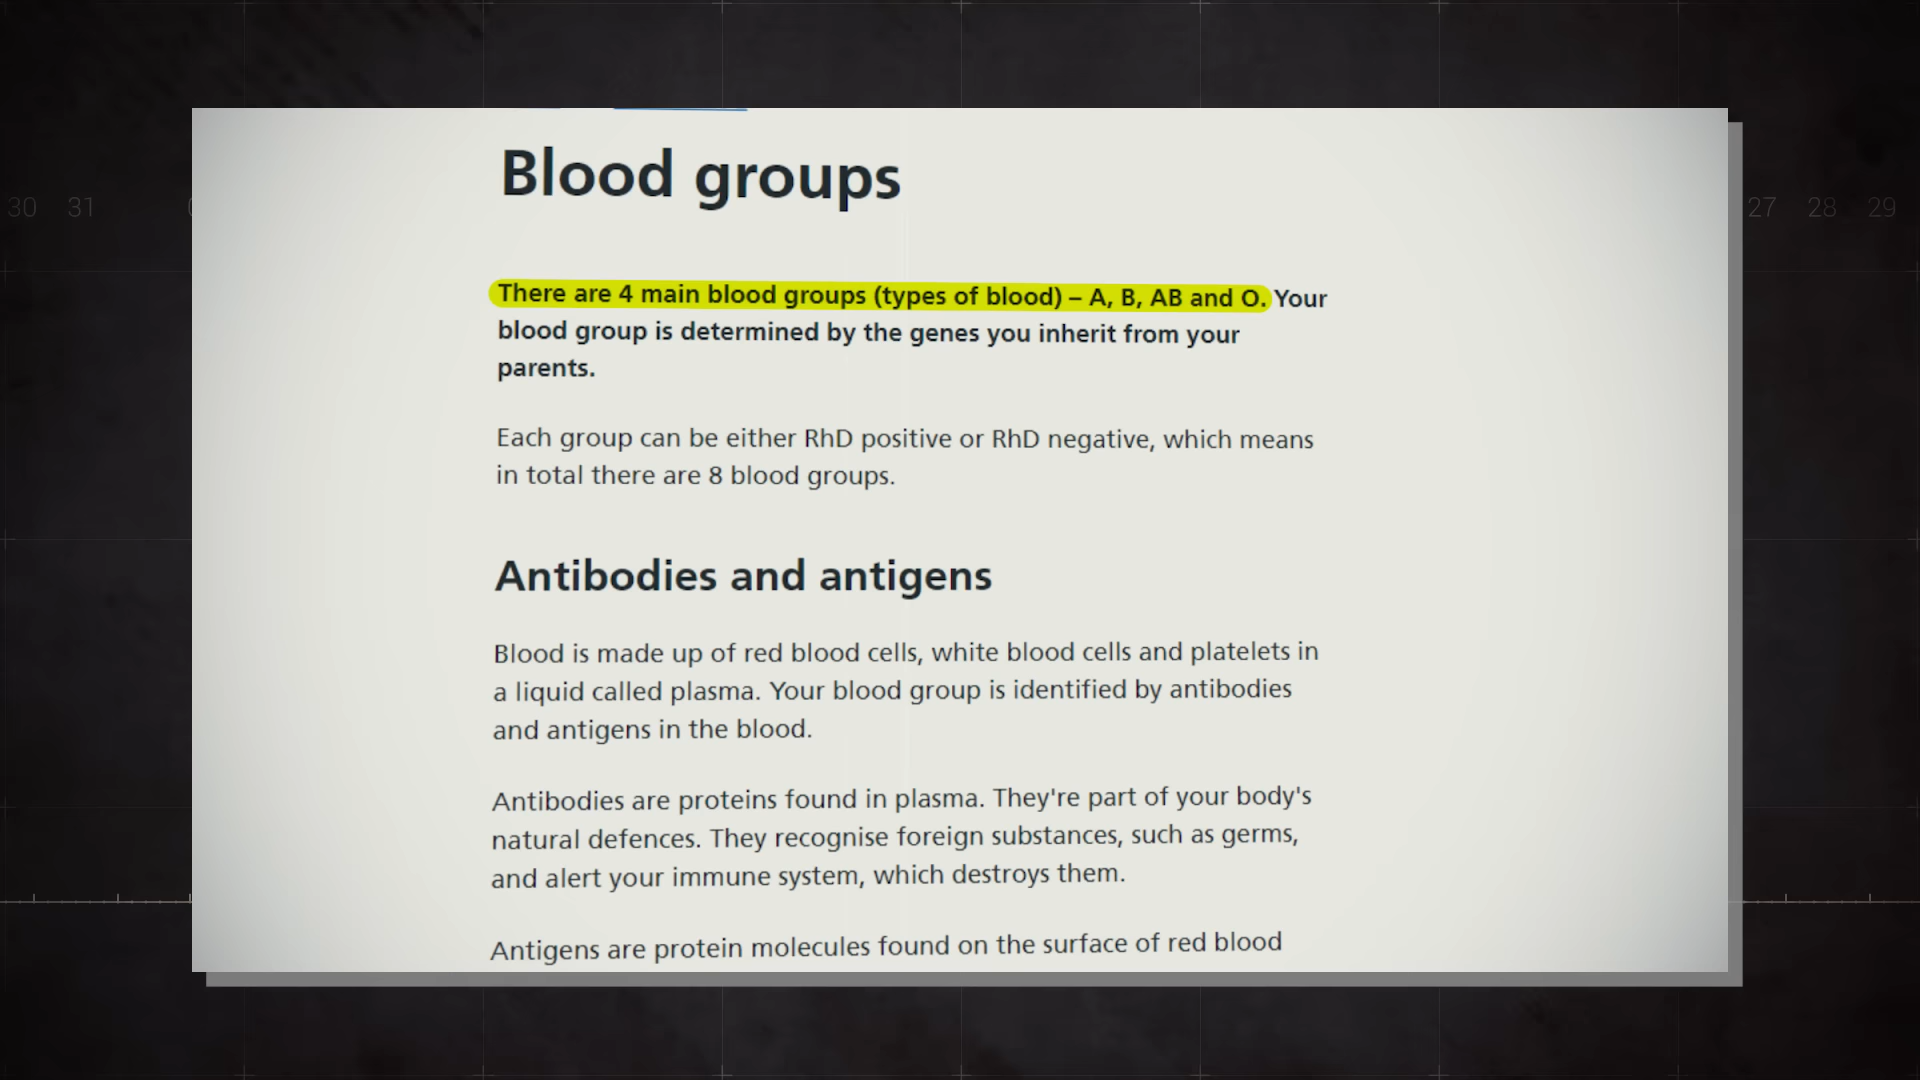 Blood groups
There are 4 main blood groups (types of blood) – A, B, AB and O. Your
blood group is determined by the genes you inherit from your
parents.
Each group can be either RhD positive or RhD negative, which means
in total there are 8 blood groups.
Antibodies and antigens
Blood is made up of red blood cells, white blood cells and platelets in
a liquid called plasma. Your blood group is identified by antibodies
and antigens in the blood.
Antibodies are proteins found in plasma. They're part of your body's
natural defences. They recognise foreign substances, such as germs,
and alert your immune system, which destroys them.
Antigens are protein molecules found on the surface of red blood
30 31
27 28 29